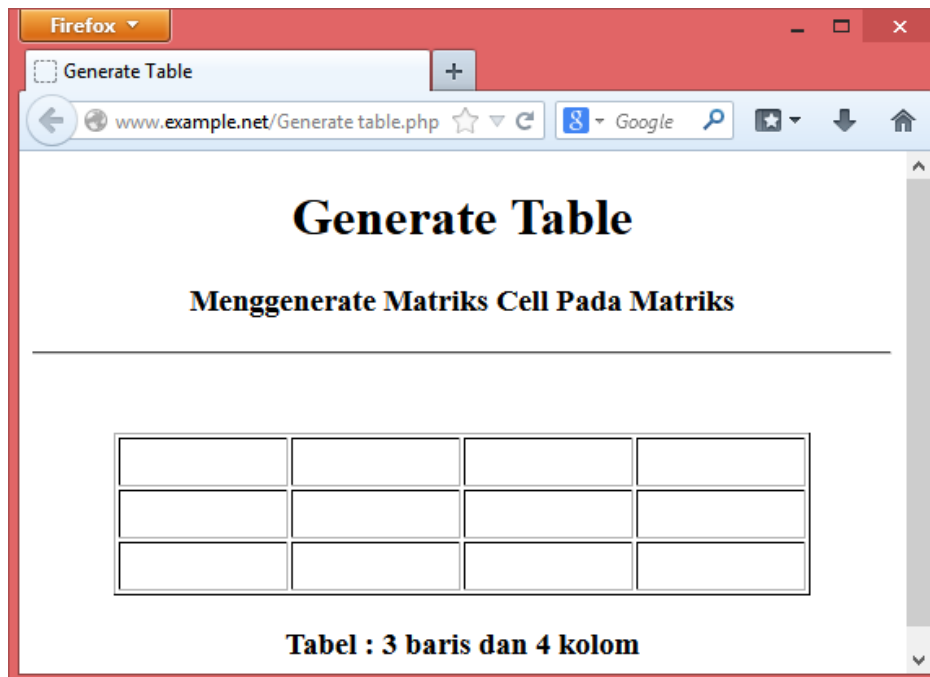 Firefox
Generate Table
www.example.net/Generate table.php
8 Google
Generate Table
Menggenerate Matriks Cell Pada Matriks
Tabel : 3 baris dan 4 kolom